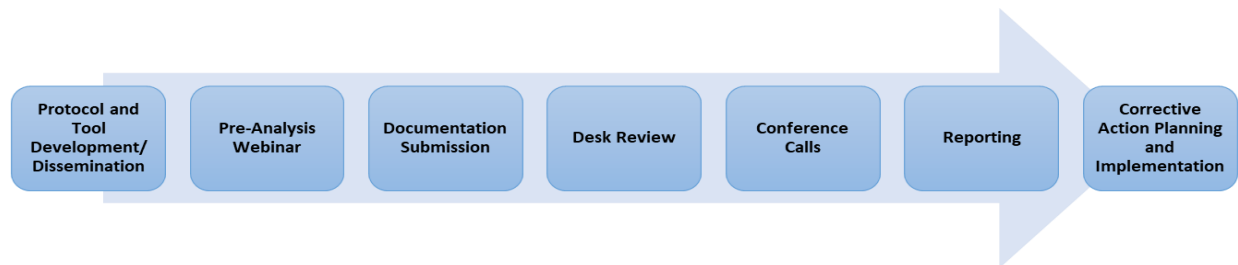 Protocol and
Tool
Development/
Dissemination
Pre-Analysis
Webinar
Documentation
Submission
Desk Review
Conference
Calls
Reporting
Corrective
Action Planning
and
Implementation